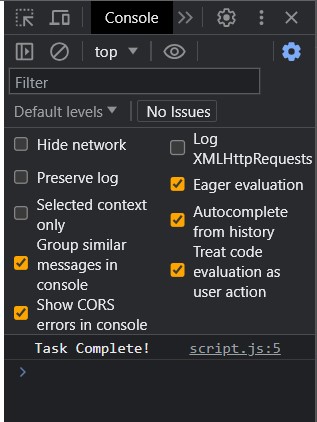 Console
top
Filter
Default levels No Issues
Hide network
Log
XMLHttpRequests
Preserve log
Eager evaluation
Selected context
only
Autocomplete
from history
Group similar
messages in
console
Treat code
evaluation as
user action
Show CORS
errors in console
Task Complete! script.js:5